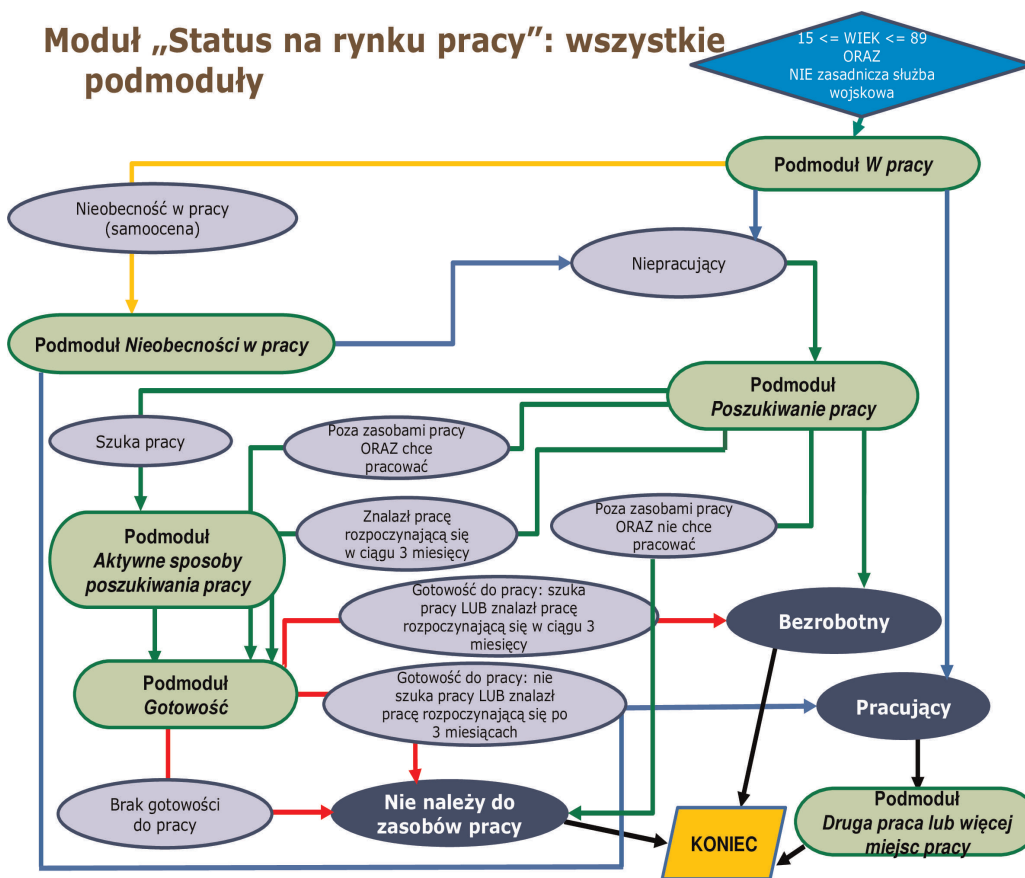 Moduł „Status na rynku pracy”: wszystkie
podmoduły
15 <= WIEK <= 89
ORAZ
NIE zasadnicza służba
wojskowa
Podmoduł W pracy
Nieobecność w pracy
(samoocena)
Niepracujący
Podmoduł Nieobecności w pracy
Podmoduł
Poszukiwanie pracy
Szuka pracy
Poza zasobami pracy
ORAZ chce
pracować
Znalazł pracę
rozpoczynającą się
w ciągu 3 miesięcy
Poza zasobami pracy
ORAZ nie chce
pracować
Podmoduł
Aktywne sposoby
poszukiwania pracy
Gotowość do pracy: szuka
pracy LUB znalazł pracę
rozpoczynającą się w ciągu 3
miesięcy
Bezrobotny
Podmoduł
Gotowość
Gotowość do pracy: nie
szuka pracy LUB znalazł
pracę rozpoczynającą się po
3 miesiącach
Pracujący
Brak gotowości
do pracy
Nie należy do
zasobów pracy
KONIEC
Podmoduł
Druga praca lub więcej
miejsc pracy